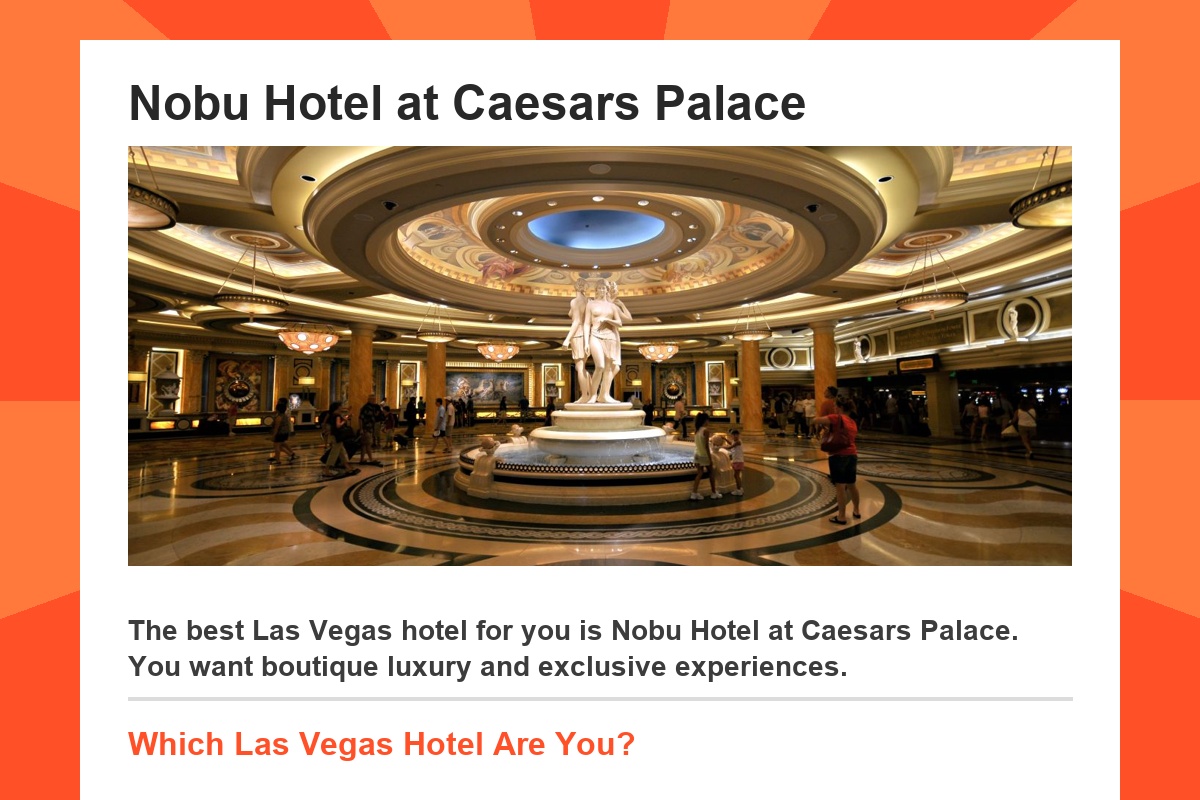 Nobu Hotel at Caesars Palace
The best Las Vegas hotel for you is Nobu Hotel at Caesars Palace.
You want boutique luxury and exclusive experiences.
Which Las Vegas Hotel Are You?